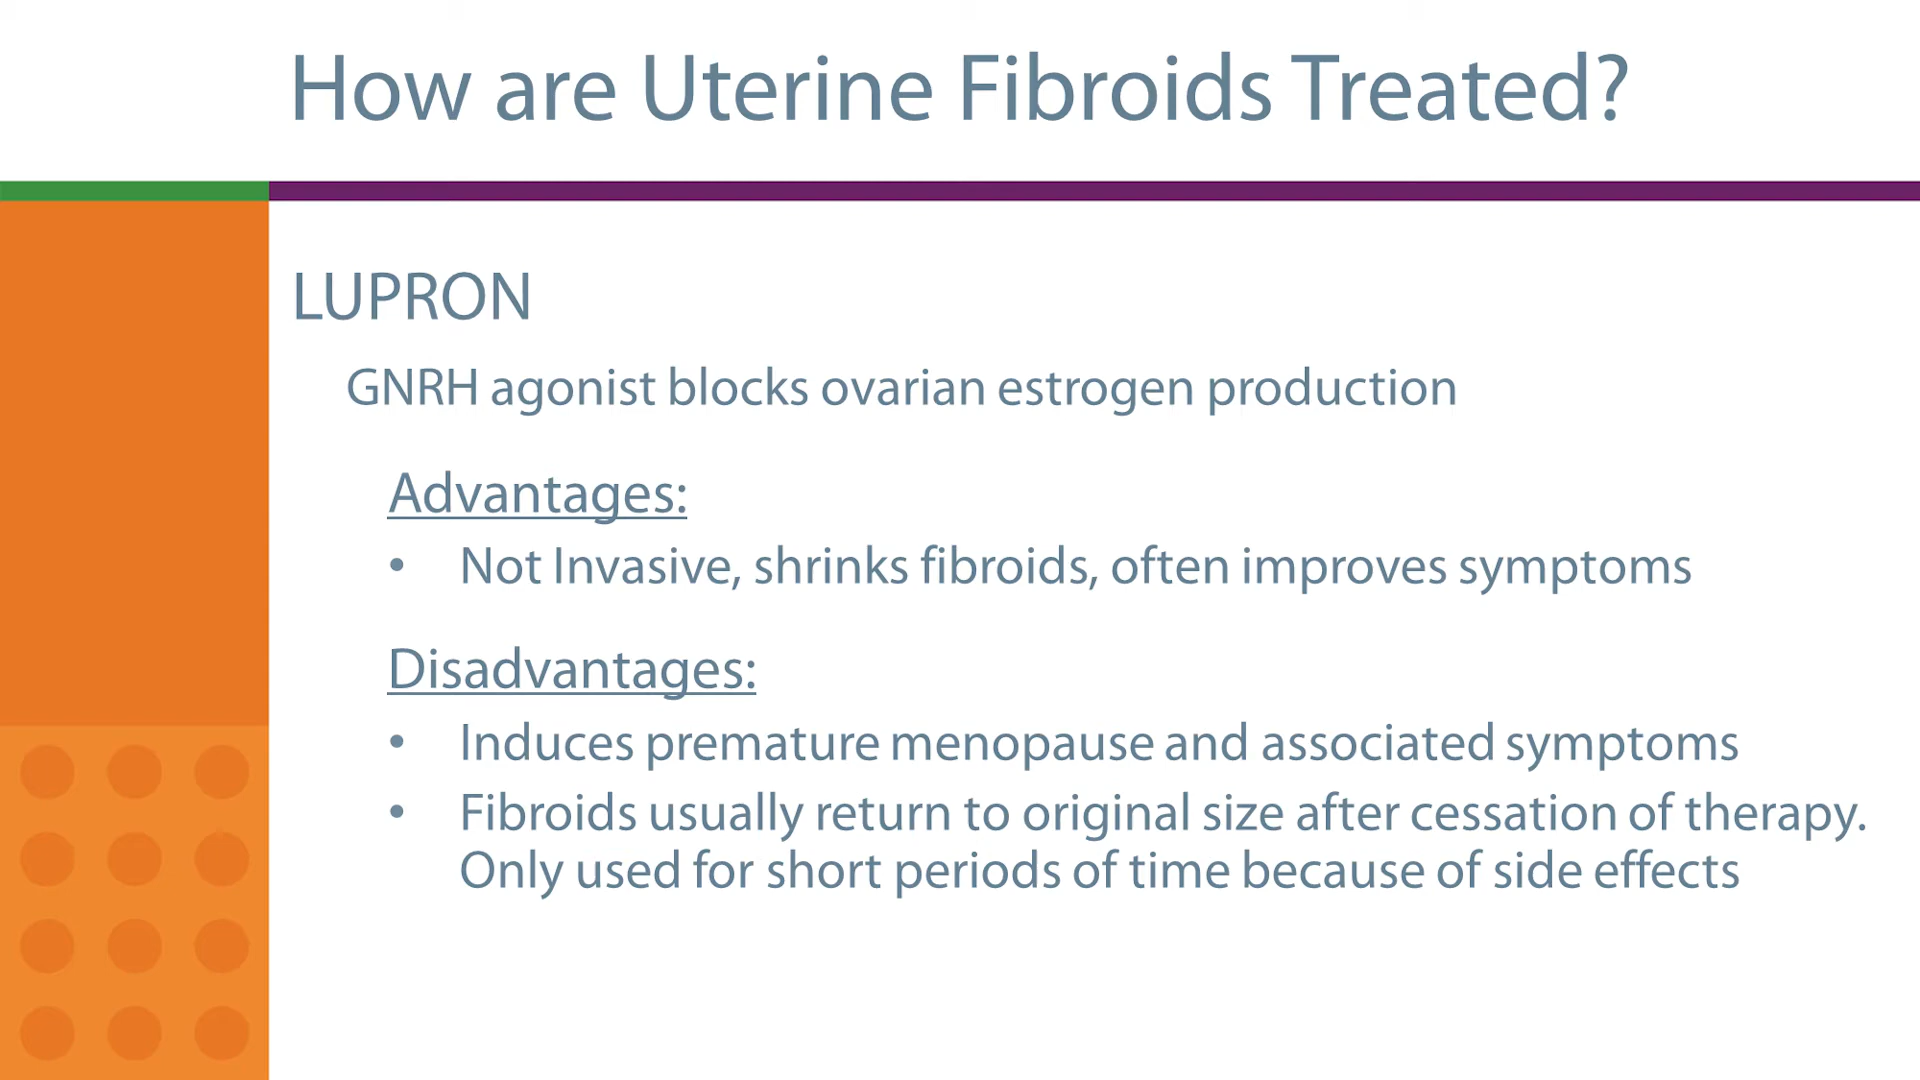 How are Uterine Fibroids Treated?
LUPRON
GNRH agonist blocks ovarian estrogen production
Advantages:
• Not Invasive, shrinks fibroids, often improves symptoms
Disadvantages:
• Induces premature menopause and associated symptoms
• Fibroids usually return to original size after cessation of therapy.
Only used for short periods of time because of side effects